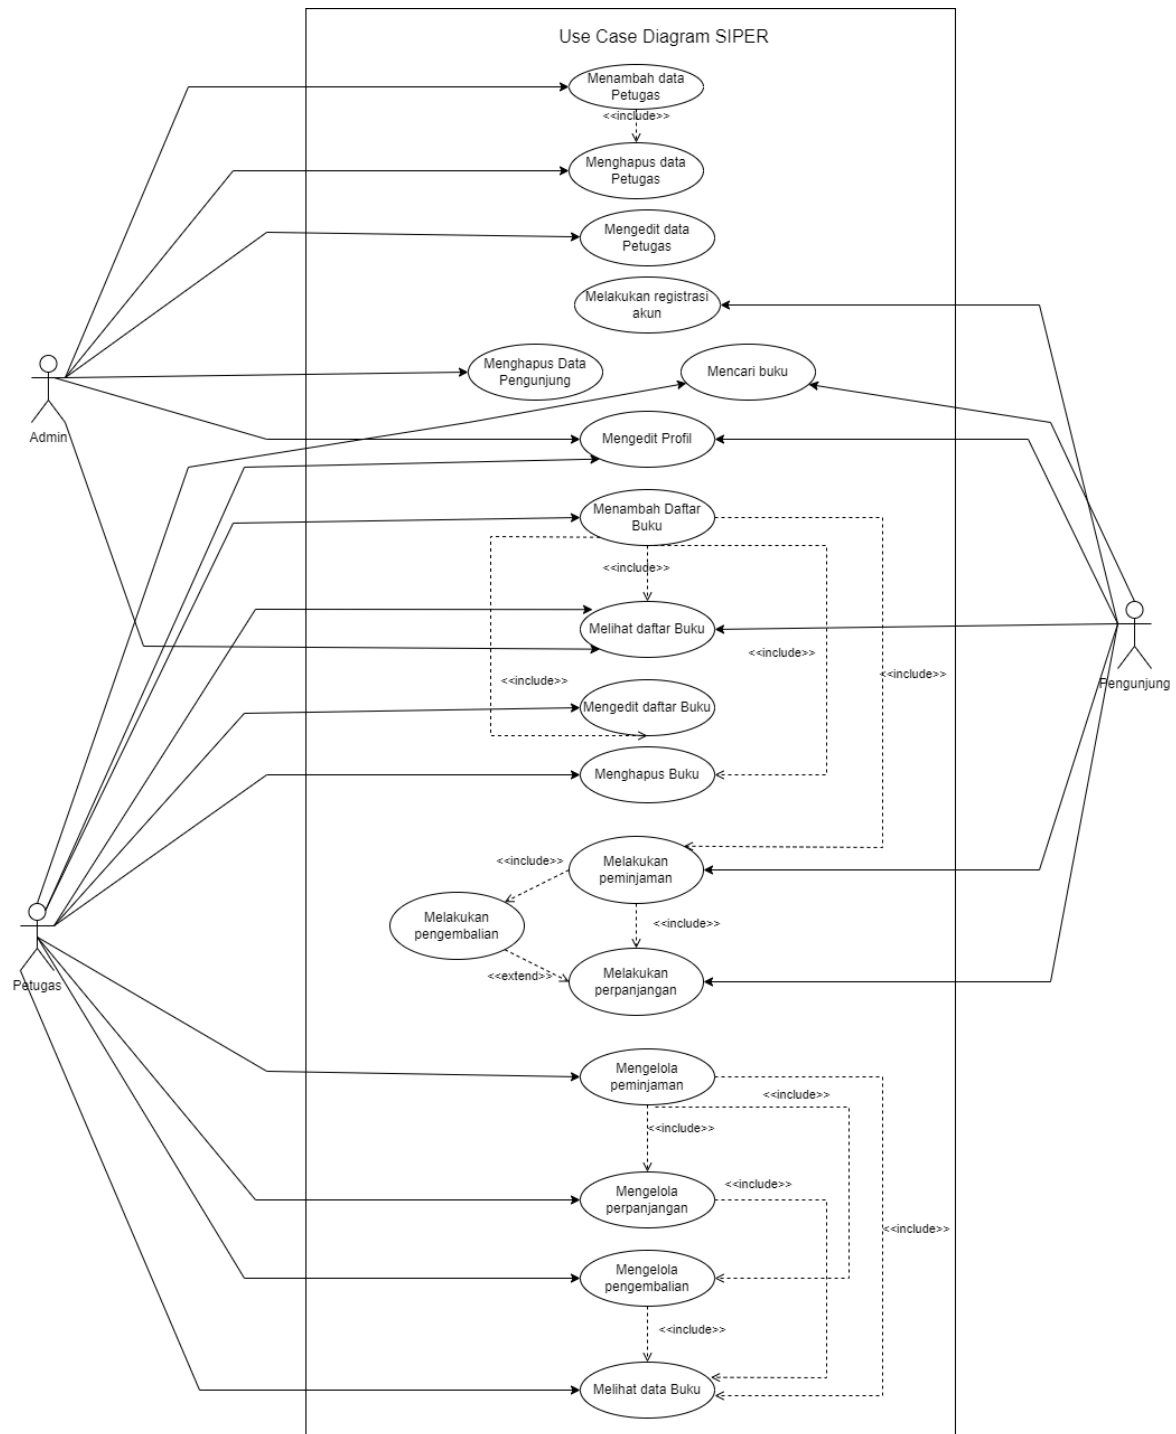 Use Case Diagram SIPER
Menambah data
Petugas
<<include>>
Menghapus data
Petugas
Mengedit data
Petugas
Melakukan registrasi
akun
Menghapus Data
Pengunjung
Mencari buku
Admin
Mengedit Profil
Menambah Daftar
Buku
<<include>>
Melihat daftar Buku
<<include>>
<<include>>
<<include>>
Pengunjung
Mengedit daftar Buku
Menghapus Buku
Melakukan
peminjaman
<<include>>
Melakukan
pengembalian
<<include>>
Melakukan
perpanjangan
<<extend>>
Petugas
Mengelola
peminjaman
<<include>>
<<include>>
Mengelola
perpanjangan
<<include>>
<<include>>
Mengelola
pengembalian
<<include>>
Melihat data Buku